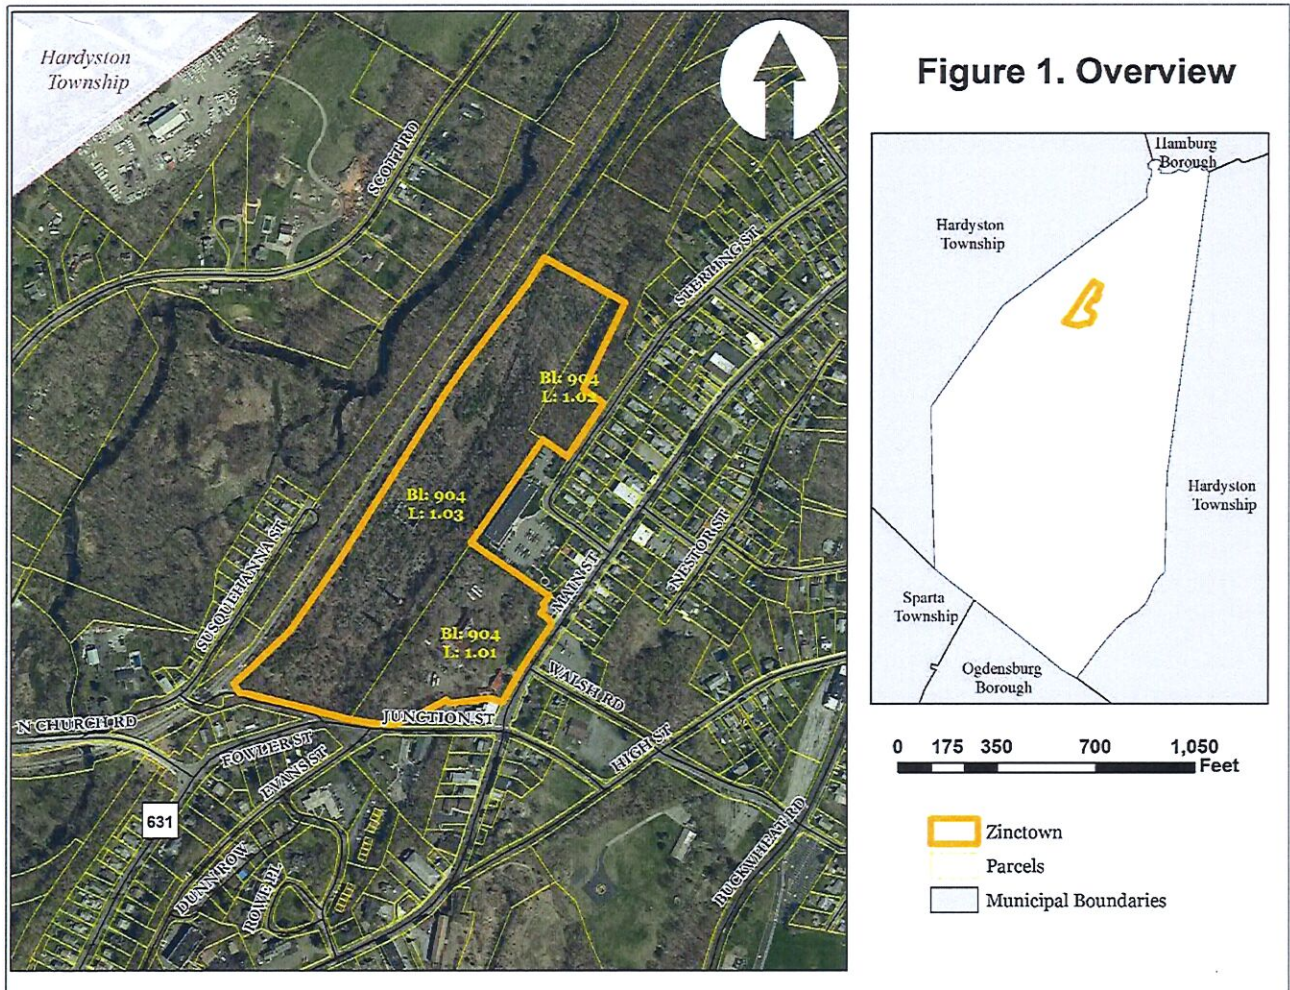 Hardyston
Township
SCOTT RD
STERLING ST
Bl: 904
L: 1.02
Bl: 904
L: 1.03
NESTOR ST
MAIN ST
SUSQUEHANNA ST
Bl: 904
L: 1.01
WALSH RD
JUNCTION ST
N CHURCH RD
FOWLER ST
HIGH ST
EVANS ST
631
BUCKWHEAT RD
DUNN ROW
ROWE PL
Figure 1. Overview
Hamburg
Borough
Hardyston
Township
Hardyston
Township
Sparta
Township
Ogdensburg
Borough
0 175 350 700 1,050
Feet
Zinctown
Parcels
Municipal Boundaries